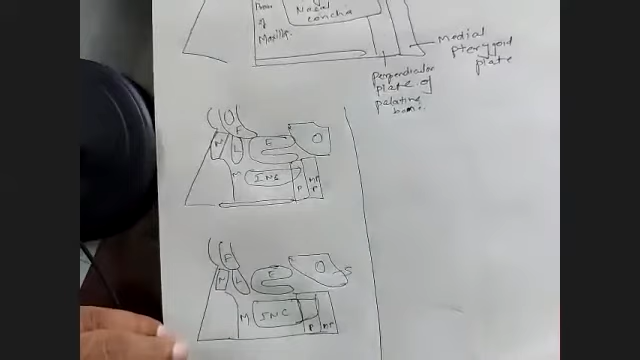 Nasal
concha
of
Maxilla
Medial
pterygoid
plate
perpendicular
plate of
palatine
bone.
F
N
L
E
O
M
INC
P
MP
P
F
N
L
E
O
S
M
INC
P
MP